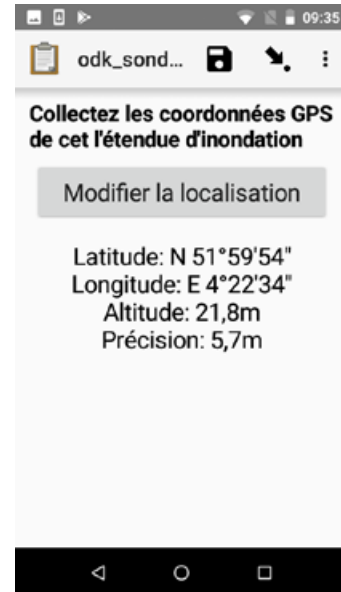 09:35
odk_sond...
Collectez les coordonnées GPS
de cet l'étendue d'inondation
Modifier la localisation
Latitude: N 51°59'54"
Longitude: E 4°22'34"
Altitude: 21,8m
Précision: 5,7m